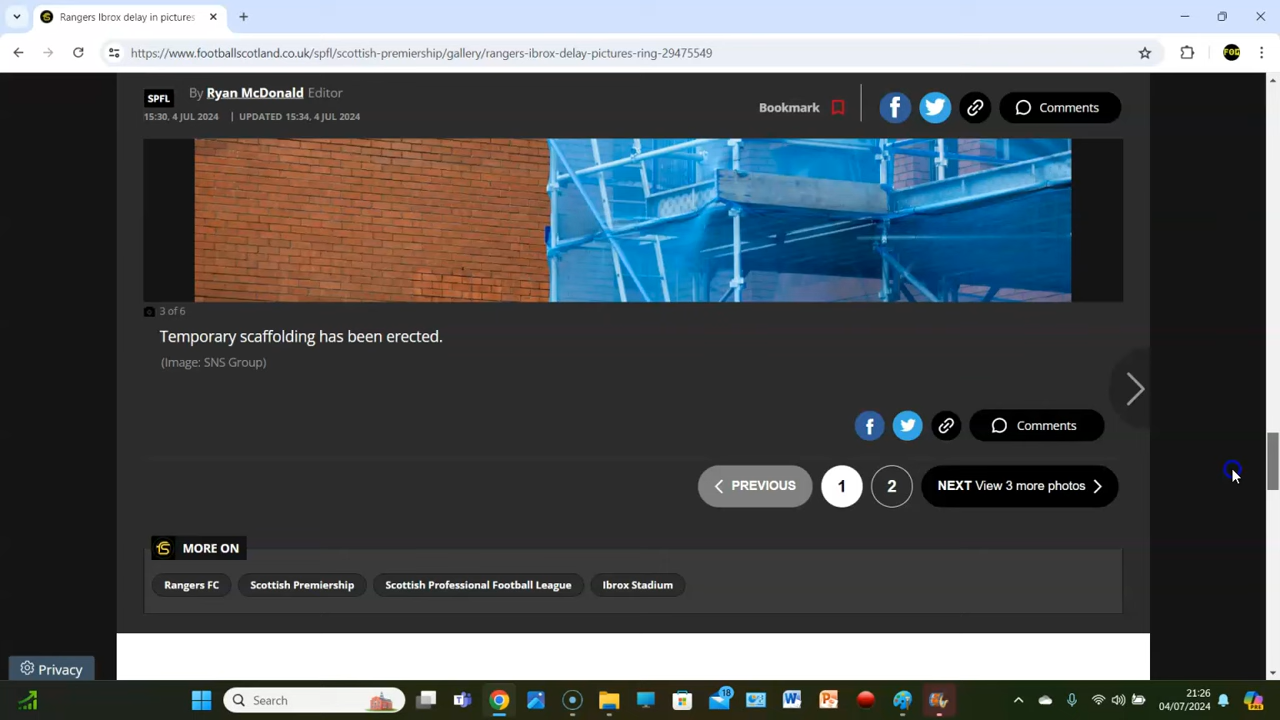 Rangers Ibrox delay in pictures
https://www.footballscotland.co.uk/spfl/scottish-premiership/gallery/rangers-ibrox-delay-pictures-ring-29475549
SPFL
By Ryan McDonald Editor
15:30, 4 JUL 2024 | UPDATED 15:34, 4 JUL 2024
Bookmark
Comments
3 of 6
Temporary scaffolding has been erected.
(Image: SNS Group)
Comments
PREVIOUS 1 2 NEXT View 3 more photos
MORE ON
Rangers FC Scottish Premiership Scottish Professional Football League Ibrox Stadium
Privacy
Search
18
21:26
04/07/2024